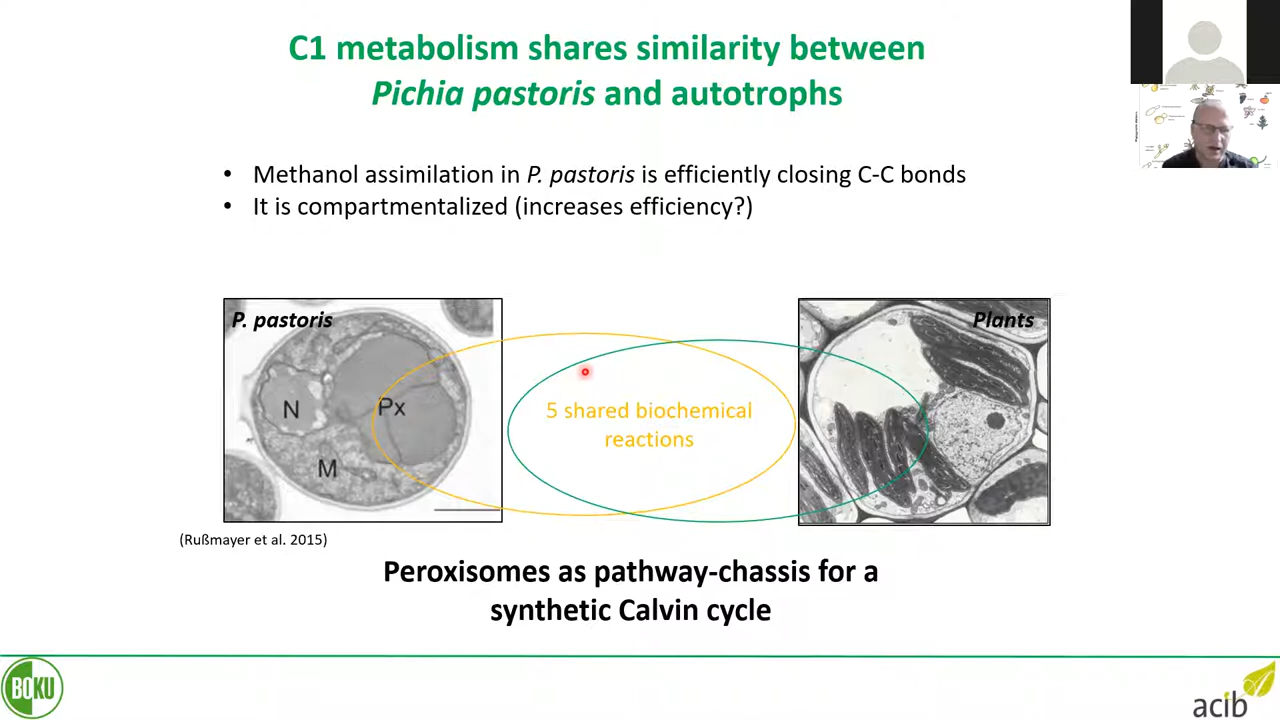 C1 metabolism shares similarity between
Pichia pastoris and autotrophs
• Methanol assimilation in P. pastoris is efficiently closing C-C bonds
• It is compartmentalized (increases efficiency?)
P. pastoris
N
Px
M
Plants
5 shared biochemical
reactions
(Rußmayer et al. 2015)
Peroxisomes as pathway-chassis for a
synthetic Calvin cycle
BOKU
acib